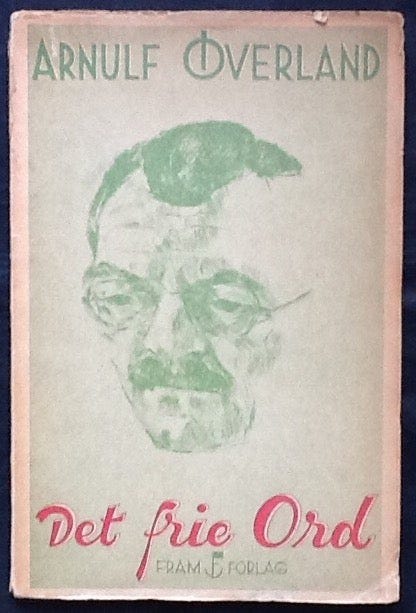 ARNULF ØVERLAND
Det frie Ord
FRAM F FORLAG